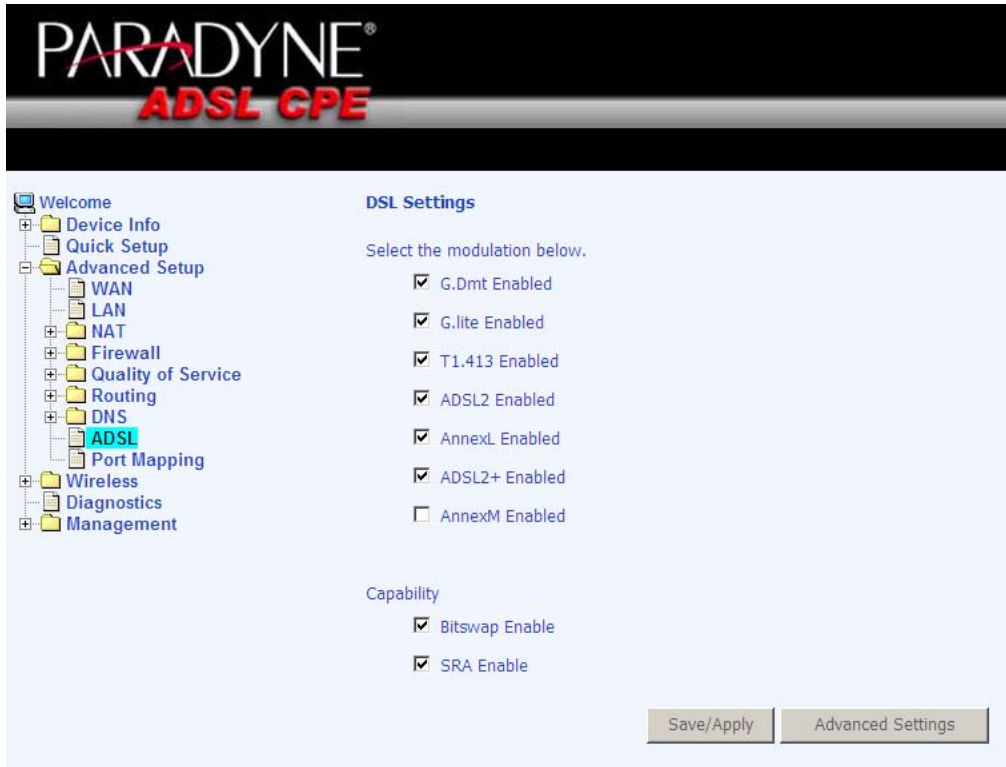 PARADYNE®
ADSL CPE
Welcome
Device Info
Quick Setup
Advanced Setup
WAN
LAN
NAT
Firewall
Quality of Service
Routing
DNS
ADSL
Port Mapping
Wireless
Diagnostics
Management
DSL Settings
Select the modulation below.
G.Dmt Enabled
G.lite Enabled
T1.413 Enabled
ADSL2 Enabled
AnnexL Enabled
ADSL2+ Enabled
AnnexM Enabled
Capability
Bitswap Enable
SRA Enable
Save/Apply Advanced Settings